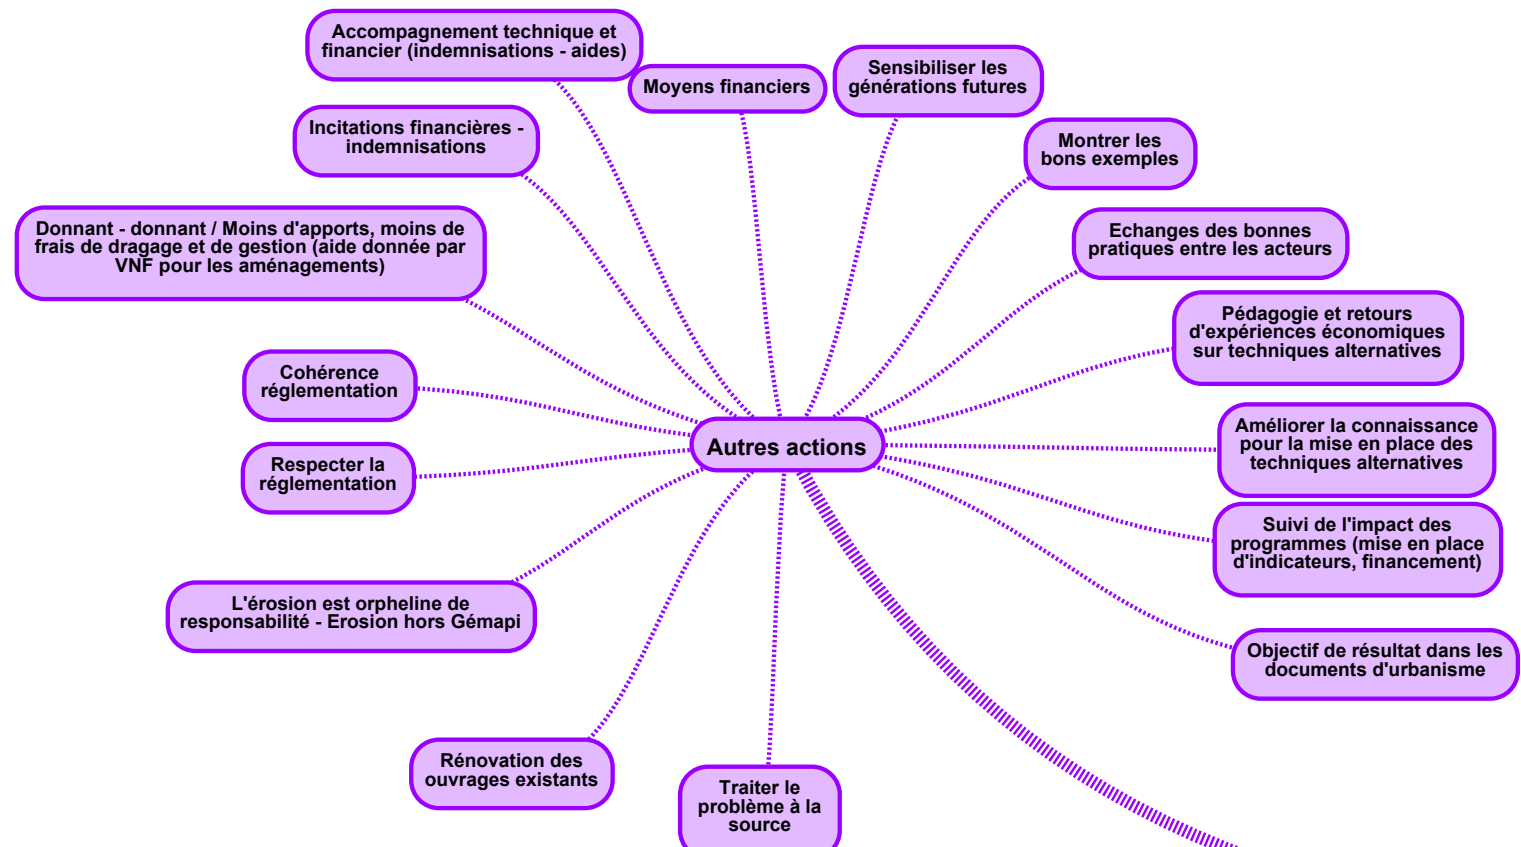 Accompagnement technique et
financier (indemnisations - aides)
Moyens financiers
Sensibiliser les
générations futures
Incitations financières -
indemnisations
Montrer les
bons exemples
Donnant - donnant / Moins d'apports, moins de
frais de dragage et de gestion (aide donnée par
VNF pour les aménagements)
Echanges des bonnes
pratiques entre les acteurs
Pédagogie et retours
d'expériences économiques
sur techniques alternatives
Cohérence
réglementation
Autres actions
Améliorer la connaissance
pour la mise en place des
techniques alternatives
Respecter la
réglementation
Suivi de l'impact des
programmes (mise en place
d'indicateurs, financement)
L'érosion est orpheline de
responsabilité - Erosion hors Gémapi
Objectif de résultat dans les
documents d'urbanisme
Rénovation des
ouvrages existants
Traiter le
problème à la
source